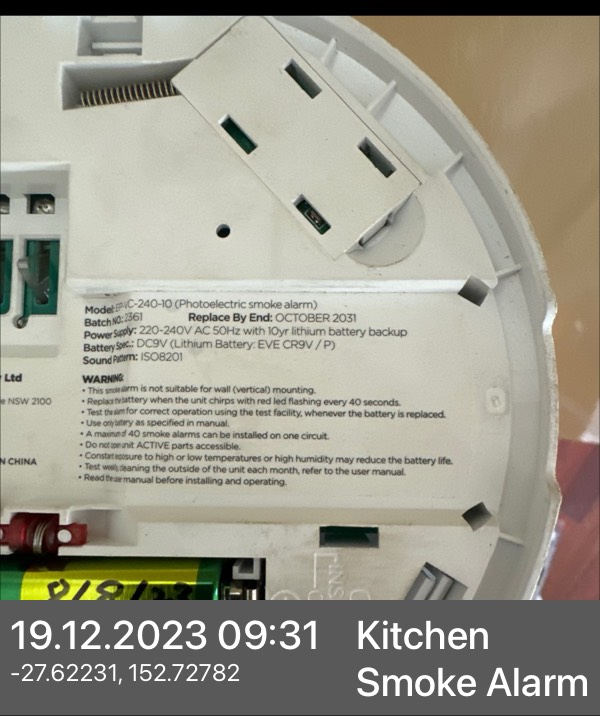 Model: EPAC-240-10 (Photoelectric smoke alarm)
Batch NO: 2361 Replace By End: OCTOBER 2031
Power Supply: 220-240V AC 50Hz with 10yr lithium battery backup
Battery Spec.: DC9V (Lithium Battery: EVE CR9V / P)
Sound Pattern: ISO8201
Ltd
e NSW 2100
N CHINA
WARNING:
• This smoke alarm is not suitable for wall (vertical) mounting.
• Replace the battery when the unit chirps with red led flashing every 40 seconds.
• Test the alarm for correct operation using the test facility, whenever the battery is replaced.
• Use only battery as specified in manual.
• A maximum of 40 smoke alarms can be installed on one circuit.
• Do not open unit ACTIVE parts accessible.
• Constant exposure to high or low temperatures or high humidity may reduce the battery life.
• Test weekly, cleaning the outside of the unit each month, refer to the user manual.
• Read the user manual before installing and operating.
8/8/23
19.12.2023 09:31
-27.62231, 152.72782
Kitchen
Smoke Alarm